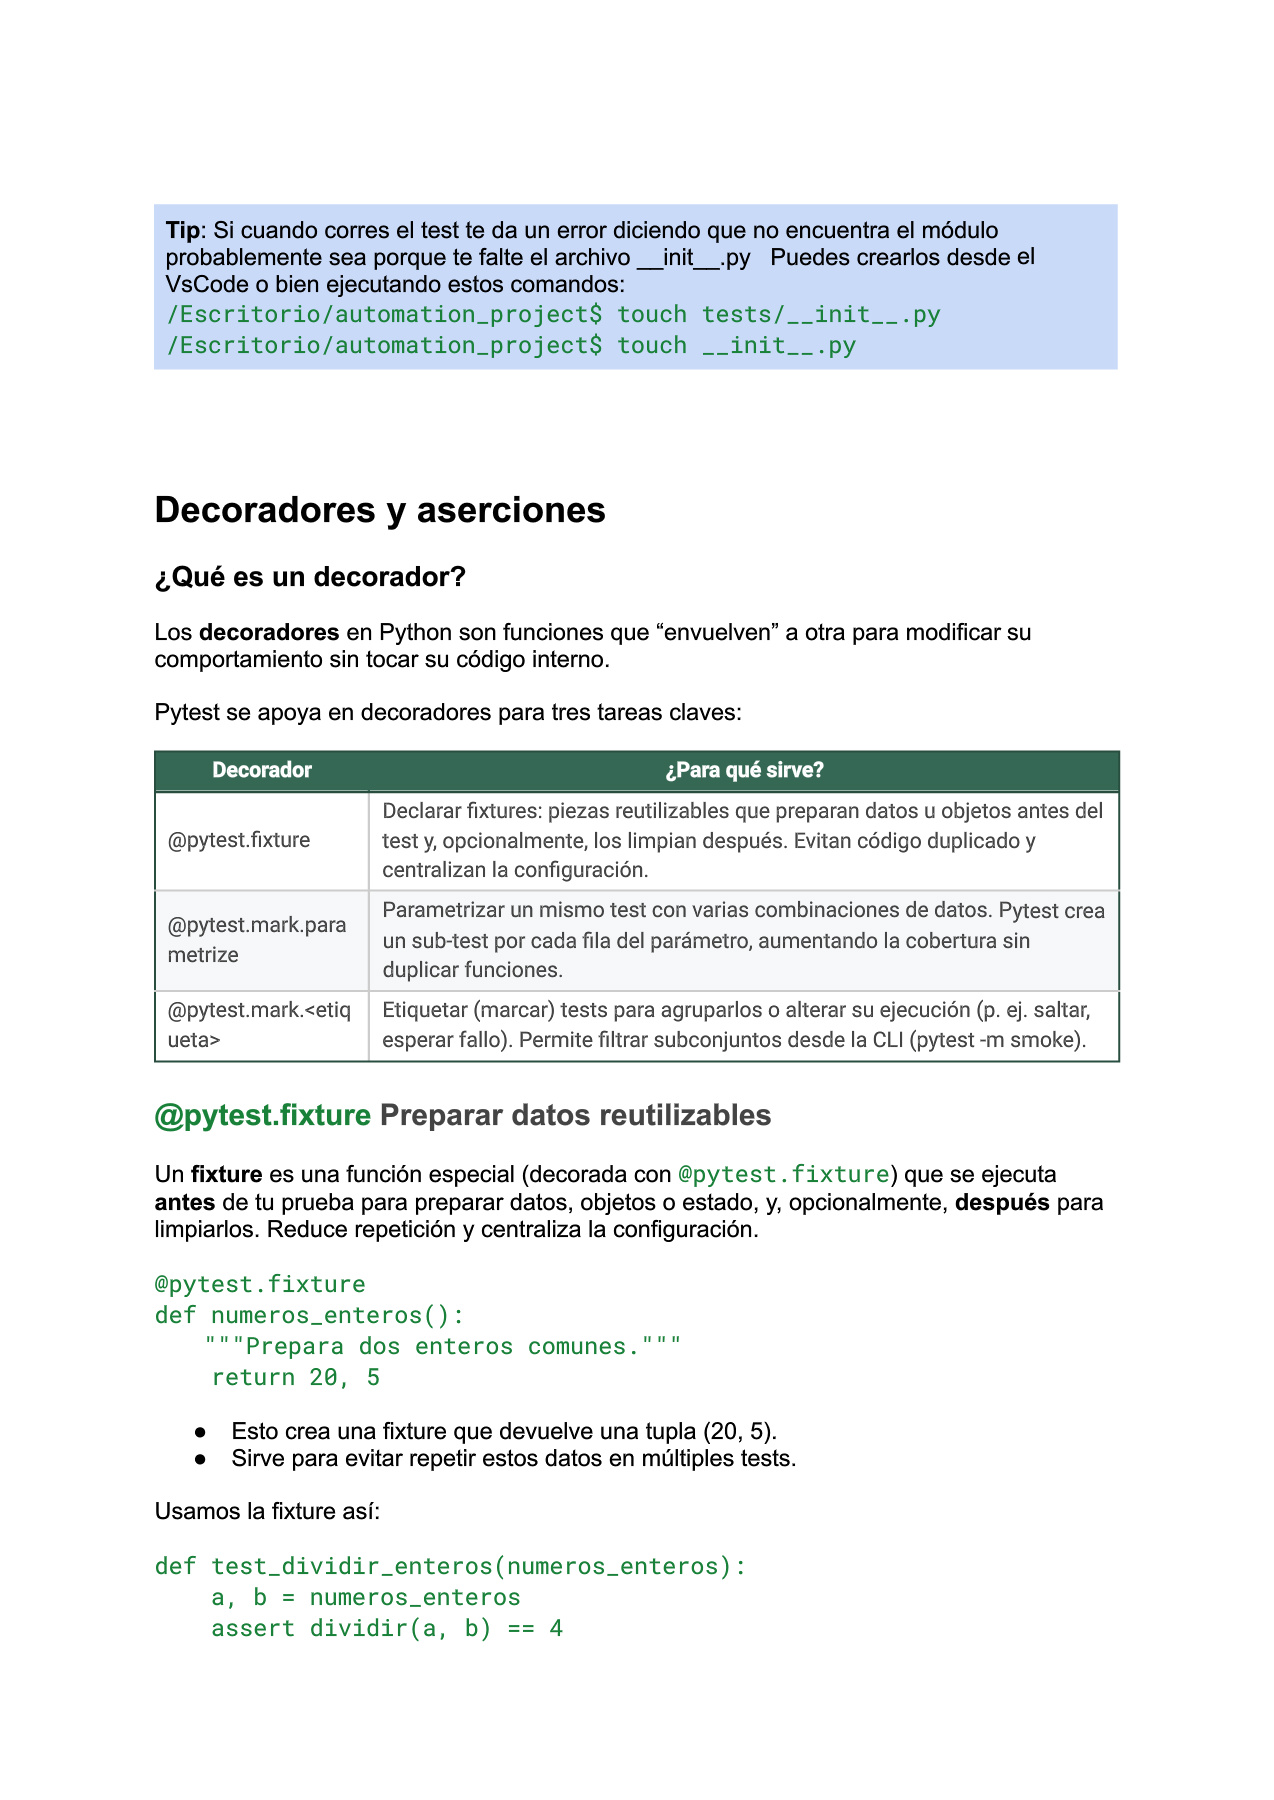 Tip: Si cuando corres el test te da un error diciendo que no encuentra el módulo
probablemente sea porque te falte el archivo __init__.py   Puedes crearlos desde el
VsCode o bien ejecutando estos comandos:
/Escritorio/automation_project$ touch tests/__init__.py
/Escritorio/automation_project$ touch __init__.py
Decoradores y aserciones
¿Qué es un decorador?
Los decoradores en Python son funciones que “envuelven” a otra para modificar su
comportamiento sin tocar su código interno.
Pytest se apoya en decoradores para tres tareas claves:
Decorador ¿Para qué sirve?
@pytest.fixture
Declarar fixtures: piezas reutilizables que preparan datos u objetos antes del
test y, opcionalmente, los limpian después. Evitan código duplicado y
centralizan la configuración.
@pytest.mark.para
metrize
Parametrizar un mismo test con varias combinaciones de datos. Pytest crea
un sub-test por cada fila del parámetro, aumentando la cobertura sin
duplicar funciones.
@pytest.mark.<etiq
ueta>
Etiquetar (marcar) tests para agruparlos o alterar su ejecución (p. ej. saltar,
esperar fallo). Permite filtrar subconjuntos desde la CLI (pytest -m smoke).
@pytest.fixture Preparar datos reutilizables
Un fixture es una función especial (decorada con @pytest.fixture) que se ejecuta
antes de tu prueba para preparar datos, objetos o estado, y, opcionalmente, después para
limpiarlos. Reduce repetición y centraliza la configuración.
@pytest.fixture
def numeros_enteros():
    """Prepara dos enteros comunes."""
    return 20, 5
● Esto crea una fixture que devuelve una tupla (20, 5).
● Sirve para evitar repetir estos datos en múltiples tests.
Usamos la fixture así:
def test_dividir_enteros(numeros_enteros):
    a, b = numeros_enteros
    assert dividir(a, b) == 4